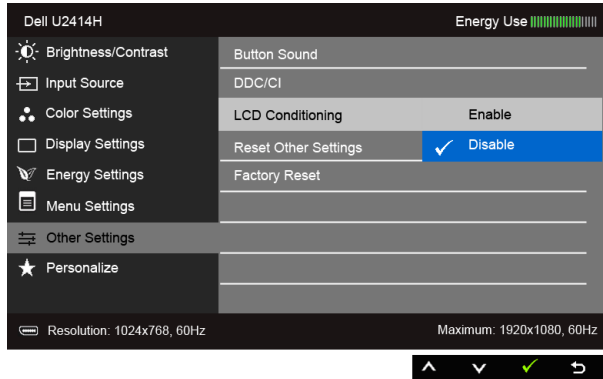 Dell U2414H
Energy Use
Brightness/Contrast
Button Sound
Input Source
DDC/CI
Color Settings
LCD Conditioning
Enable
Display Settings
Reset Other Settings
Disable
Energy Settings
Factory Reset
Menu Settings
Other Settings
Personalize
Resolution: 1024x768, 60Hz
Maximum: 1920x1080, 60Hz